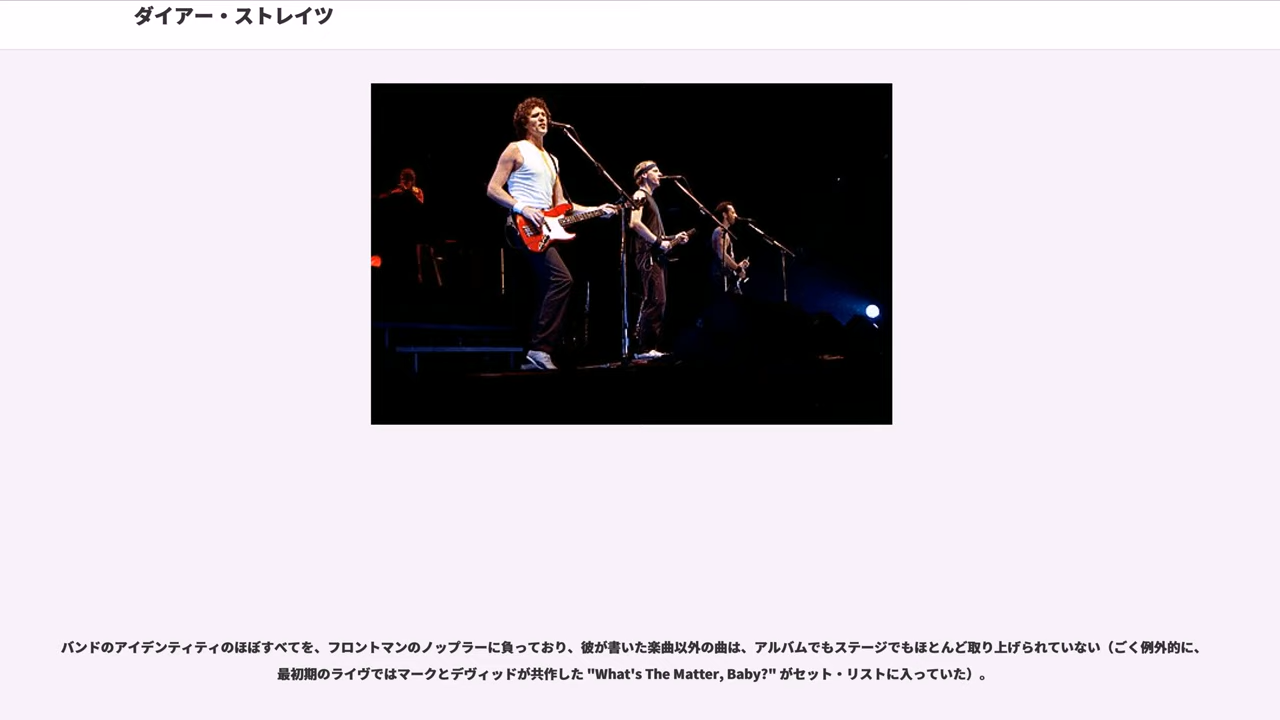 ダイアー・ストレイツ
バンドのアイデンティティのほぼすべてを、フロントマンのノップラーに負っており、彼が書いた楽曲以外の曲は、アルバムでもステージでもほとんど取り上げられていない（ごく例外的に、
最初期のライヴではマークとデヴィッドが共作した "What's The Matter, Baby?" がセット・リストに入っていた）。